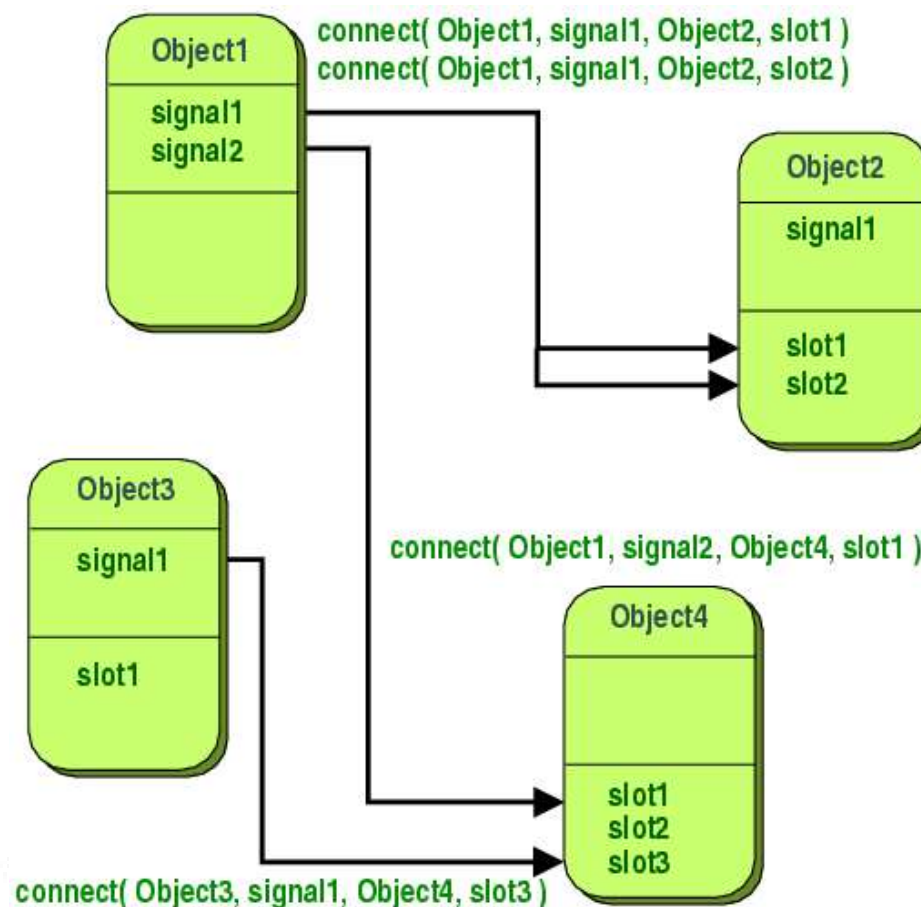 Object1
signal1
signal2
connect( Object1, signal1, Object2, slot1 )
connect( Object1, signal1, Object2, slot2 )
Object2
signal1
slot1
slot2
Object3
signal1
slot1
connect( Object1, signal2, Object4, slot1 )
Object4
slot1
slot2
slot3
connect( Object3, signal1, Object4, slot3 )